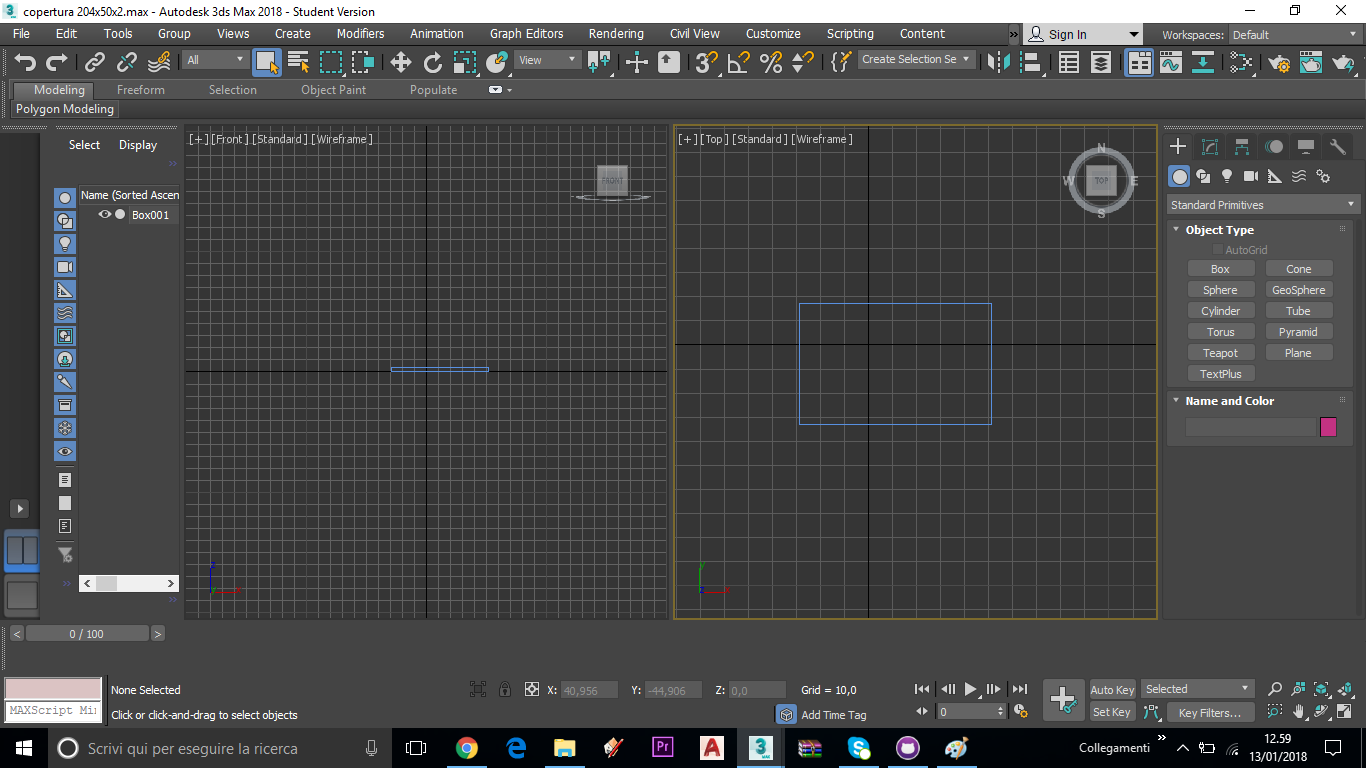 copertura 204x50x2.max - Autodesk 3ds Max 2018 - Student Version
File Edit Tools Group Views Create Modifiers Animation Graph Editors Rendering Civil View Customize Scripting Content » Sign In Workspaces: Default
All View Create Selection Se
Modeling Freeform Selection Object Paint Populate
Polygon Modeling
Select Display
Name (Sorted Ascen
Box001
[+] [Front] [Standard] [Wireframe]
FRONT
z
x
y
[+] [Top] [Standard] [Wireframe]
N
W TOP E
S
y
z
x
Standard Primitives
Object Type
AutoGrid
Box Cone
Sphere GeoSphere
Cylinder Tube
Torus Pyramid
Teapot Plane
TextPlus
Name and Color
< 0 / 100 >
None Selected X: 40,956 Y: -44,906 Z: 0,0 Grid = 10,0 Auto Key Selected
MAXScript Mi Click or click-and-drag to select objects Add Time Tag 0 Set Key Key Filters...
Scrivi qui per eseguire la ricerca
Pr
3
MAX
Collegamenti »
12.59
13/01/2018